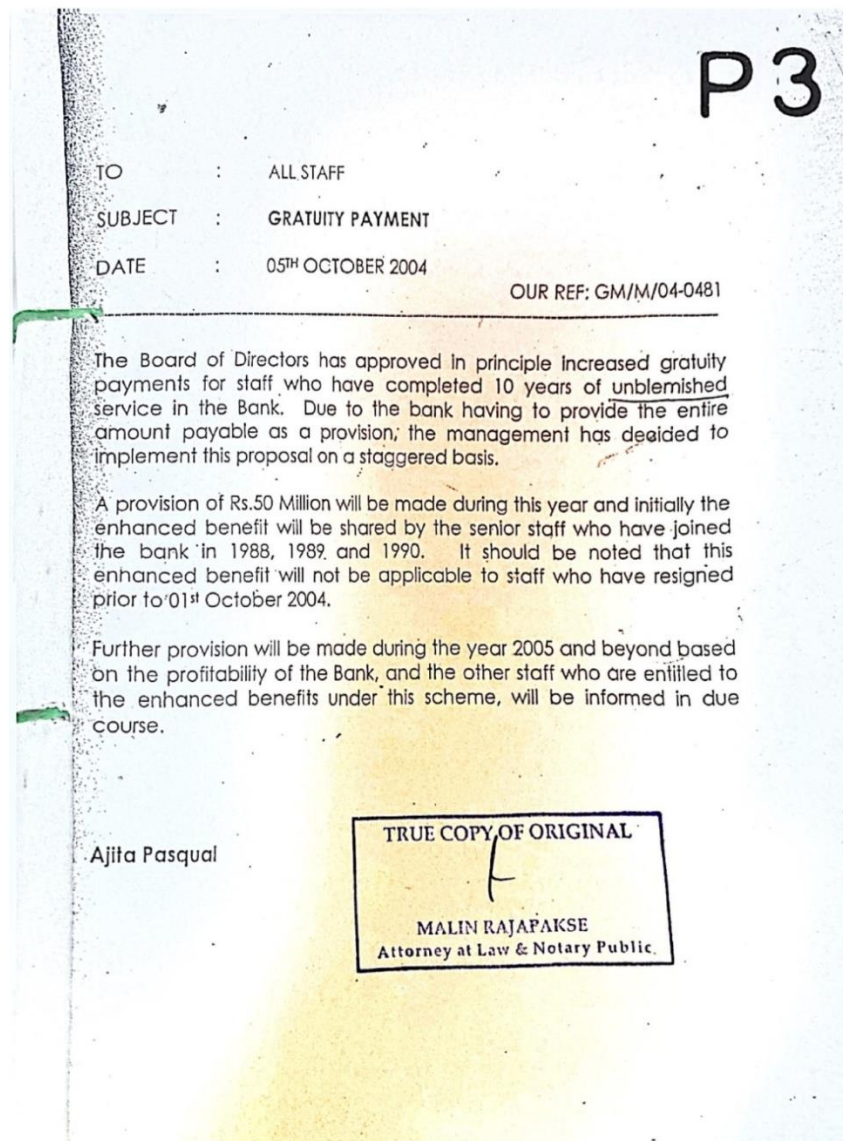 P3
TO : ALL STAFF
SUBJECT : GRATUITY PAYMENT
DATE : 05TH OCTOBER 2004
OUR REF: GM/M/04-0481
The Board of Directors has approved in principle increased gratuity
payments for staff who have completed 10 years of unblemished
service in the Bank. Due to the bank having to provide the entire
amount payable as a provision, the management has decided to
implement this proposal on a staggered basis.
A provision of Rs.50 Million will be made during this year and initially the
enhanced benefit will be shared by the senior staff who have joined
the bank in 1988, 1989 and 1990. It should be noted that this
enhanced benefit will not be applicable to staff who have resigned
prior to 01st October 2004.
Further provision will be made during the year 2005 and beyond based
on the profitability of the Bank, and the other staff who are entitled to
the enhanced benefits under this scheme, will be informed in due
course.
Ajita Pasqual
TRUE COPY OF ORIGINAL
MALIN RAJAPAKSE
Attorney at Law & Notary Public.